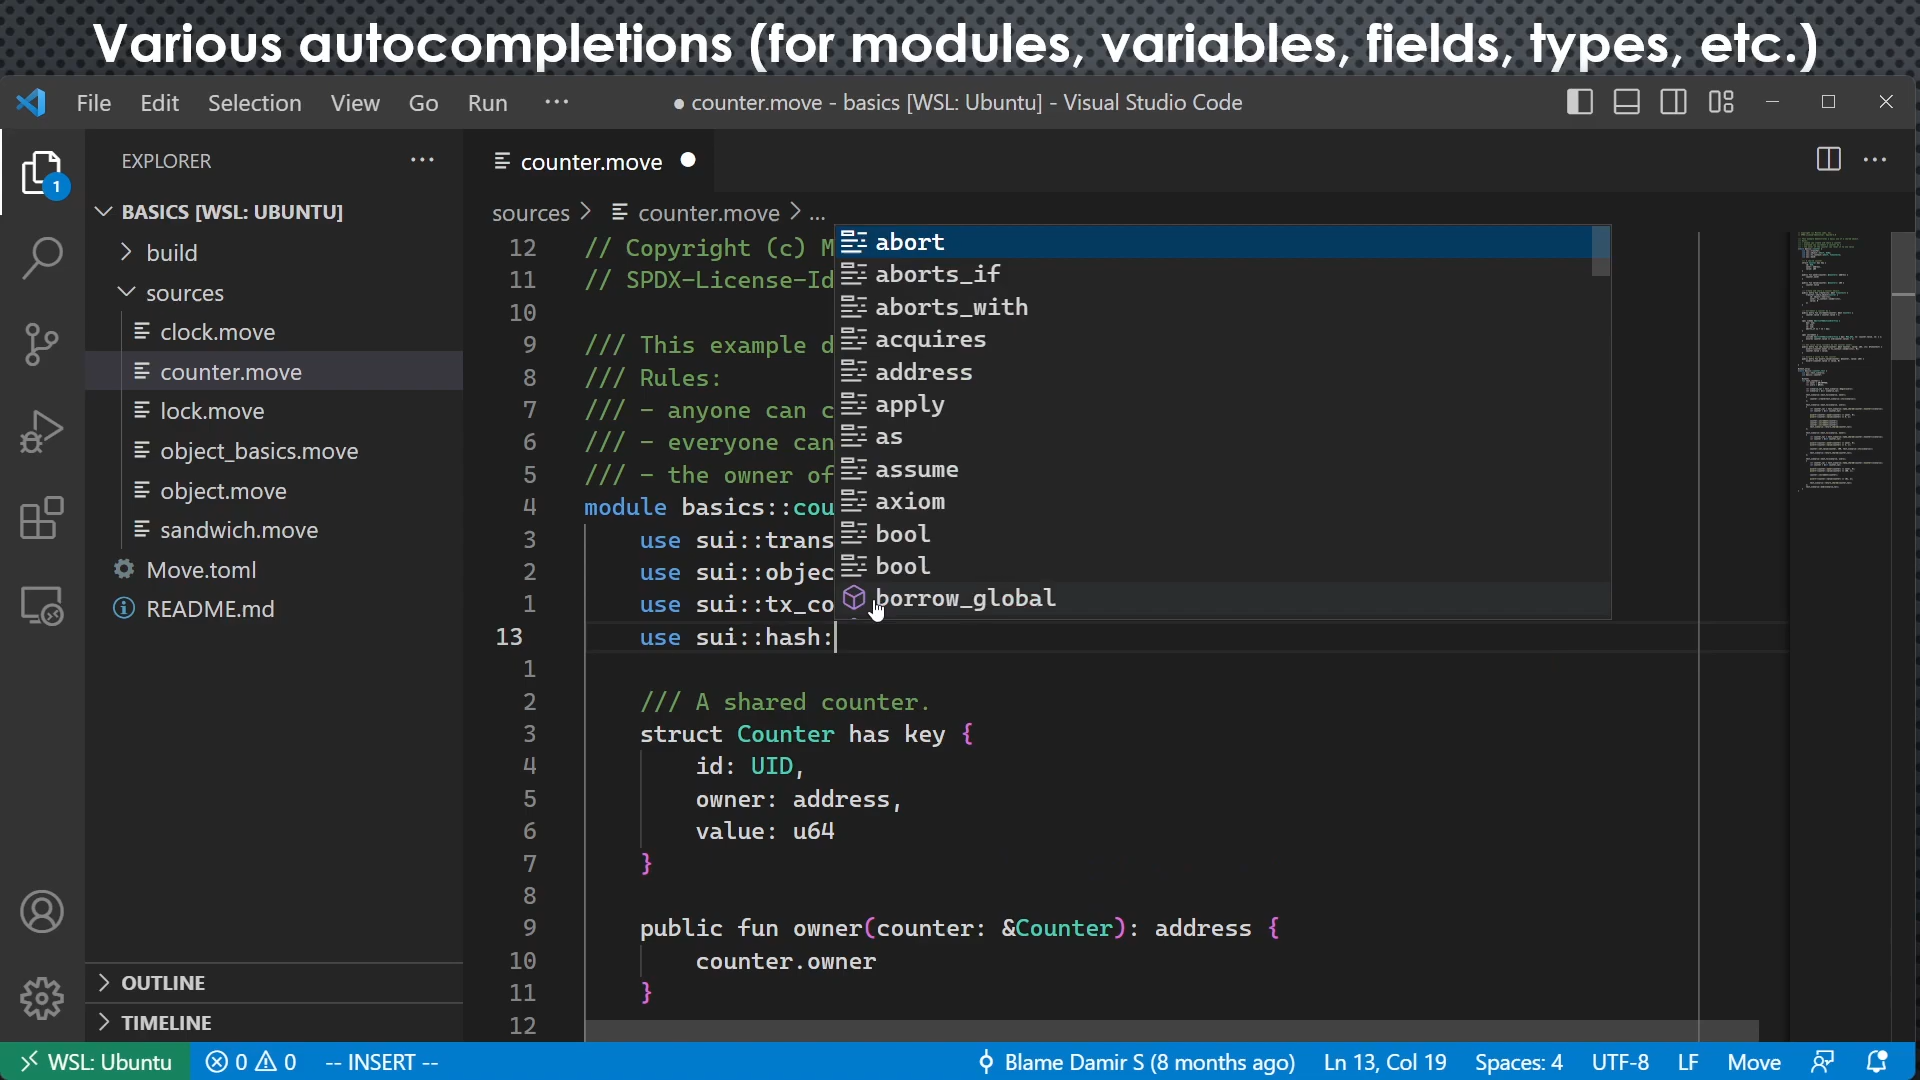 Various autocompletions (for modules, variables, fields, types, etc.)
File Edit Selection View Go Run ··· ● counter.move - basics [WSL: Ubuntu] - Visual Studio Code
EXPLORER ···
1
BASICS [WSL: UBUNTU]
build
sources
clock.move
counter.move
lock.move
object_basics.move
object.move
sandwich.move
Move.toml
README.md
OUTLINE
TIMELINE
counter.move ●
sources > counter.move > ...
12 // Copyright (c) M
11 // SPDX-License-Id
10
9 /// This example d
8 /// Rules:
7 /// - anyone can c
6 /// - everyone can
5 /// - the owner of
4 module basics::cou
3 use sui::trans
2 use sui::objec
1 use sui::tx_co
13 use sui::hash:
1
2 /// A shared counter.
3 struct Counter has key {
4 id: UID,
5 owner: address,
6 value: u64
7 }
8
9 public fun owner(counter: &Counter): address {
10 counter.owner
11 }
12
abort
aborts_if
aborts_with
acquires
address
apply
as
assume
axiom
bool
bool
borrow_global
WSL: Ubuntu 0 0 -- INSERT -- Blame Damir S (8 months ago) Ln 13, Col 19 Spaces: 4 UTF-8 LF Move